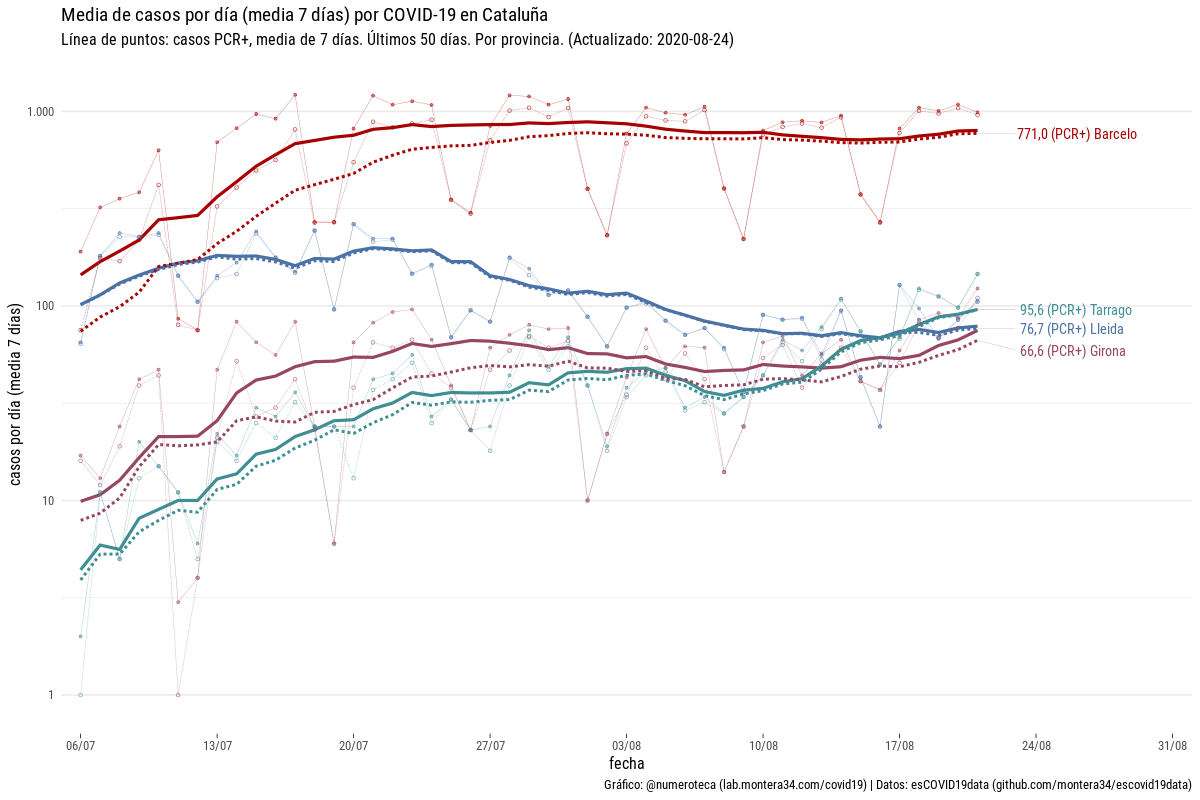 Media de casos por día (media 7 días) por COVID-19 en Cataluña
Línea de puntos: casos PCR+, media de 7 días. Últimos 50 días. Por provincia. (Actualizado: 2020-08-24)
casos por día (media 7 días)
1.000
100
10
1
771,0 (PCR+) Barcelo
95,6 (PCR+) Tarrago
76,7 (PCR+) Lleida
66,6 (PCR+) Girona
06/07 13/07 20/07 27/07 03/08 10/08 17/08 24/08 31/08
fecha
Gráfico: @numeroteca (lab.montera34.com/covid19) | Datos: esCOVID19data (github.com/montera34/escovid19data)